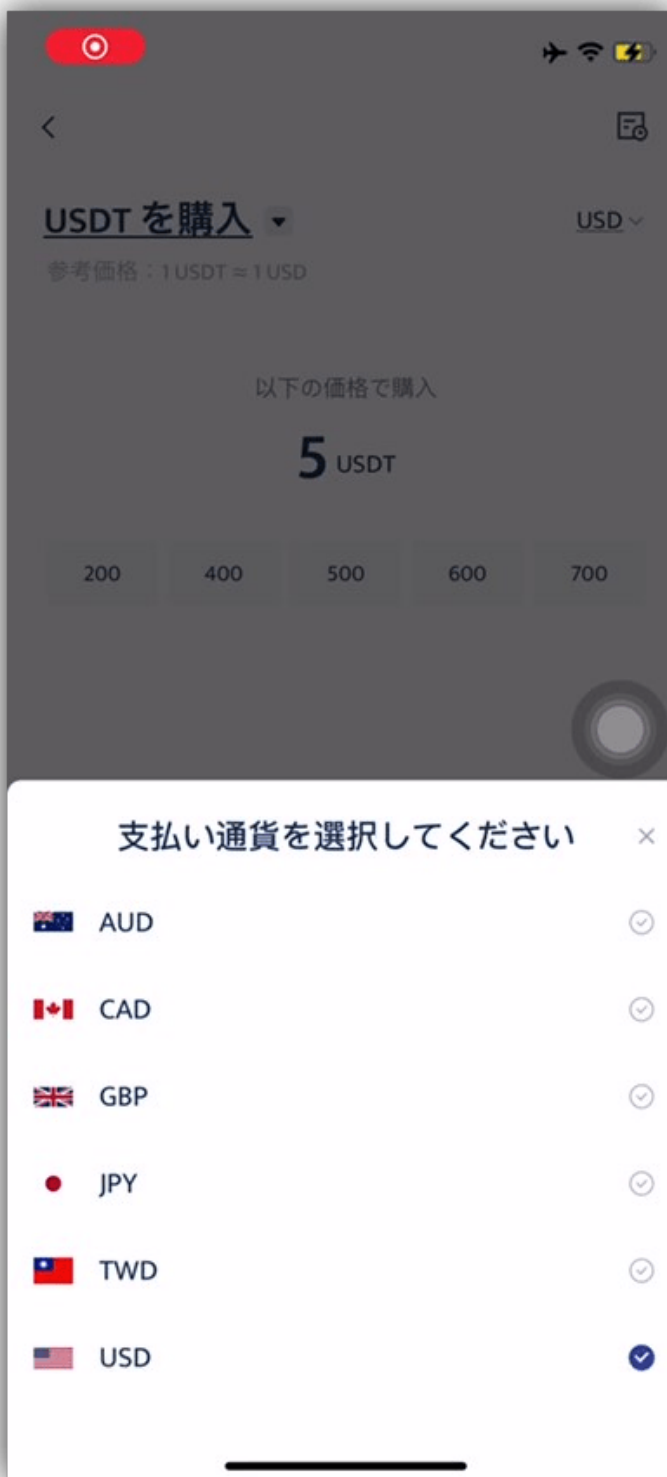 USDT を購入
USD
参考価格：1 USDT ≈ 1 USD
以下の価格で購入
5 USDT
200 400 500 600 700
支払い通貨を選択してください
AUD
CAD
GBP
JPY
TWD
USD